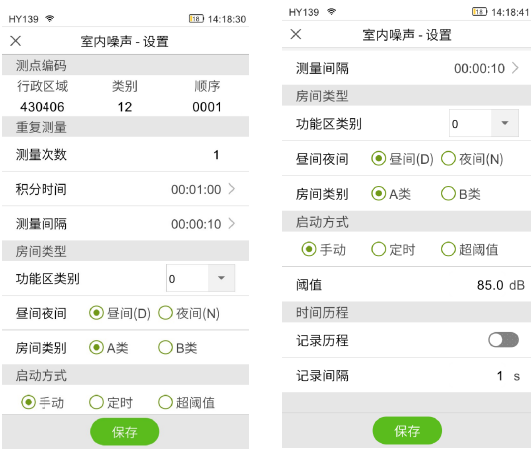 HY139 18 14:18:30
室内噪声 - 设置
测点编码
行政区域 类别 顺序
430406 12 0001
重复测量
测量次数 1
积分时间 00:01:00
测量间隔 00:00:10
房间类型
功能区类别 0
昼间夜间 昼间(D) 夜间(N)
房间类别 A类 B类
启动方式
手动 定时 超阈值
保存
HY139 18 14:18:41
室内噪声 - 设置
测量间隔 00:00:10
房间类型
功能区类别 0
昼间夜间 昼间(D) 夜间(N)
房间类别 A类 B类
启动方式
手动 定时 超阈值
阈值 85.0 dB
时间历程
记录历程
记录间隔 1 s
保存